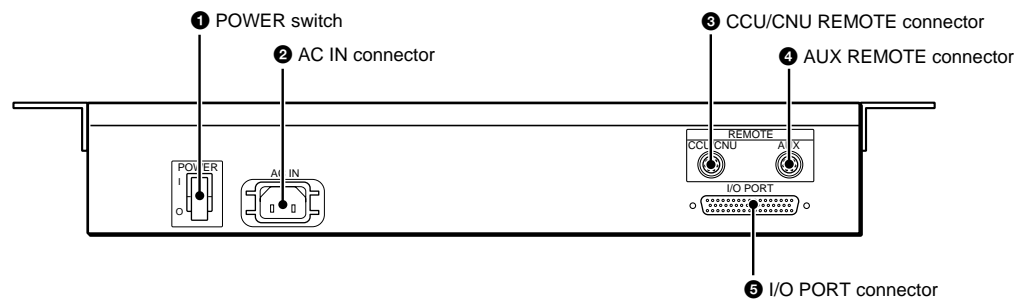 ❶ POWER switch
❷ AC IN connector
❸ CCU/CNU REMOTE connector
❹ AUX REMOTE connector
REMOTE
CCU/CNU
AUX
POWER
I
O
AC IN
I/O PORT
❺ I/O PORT connector